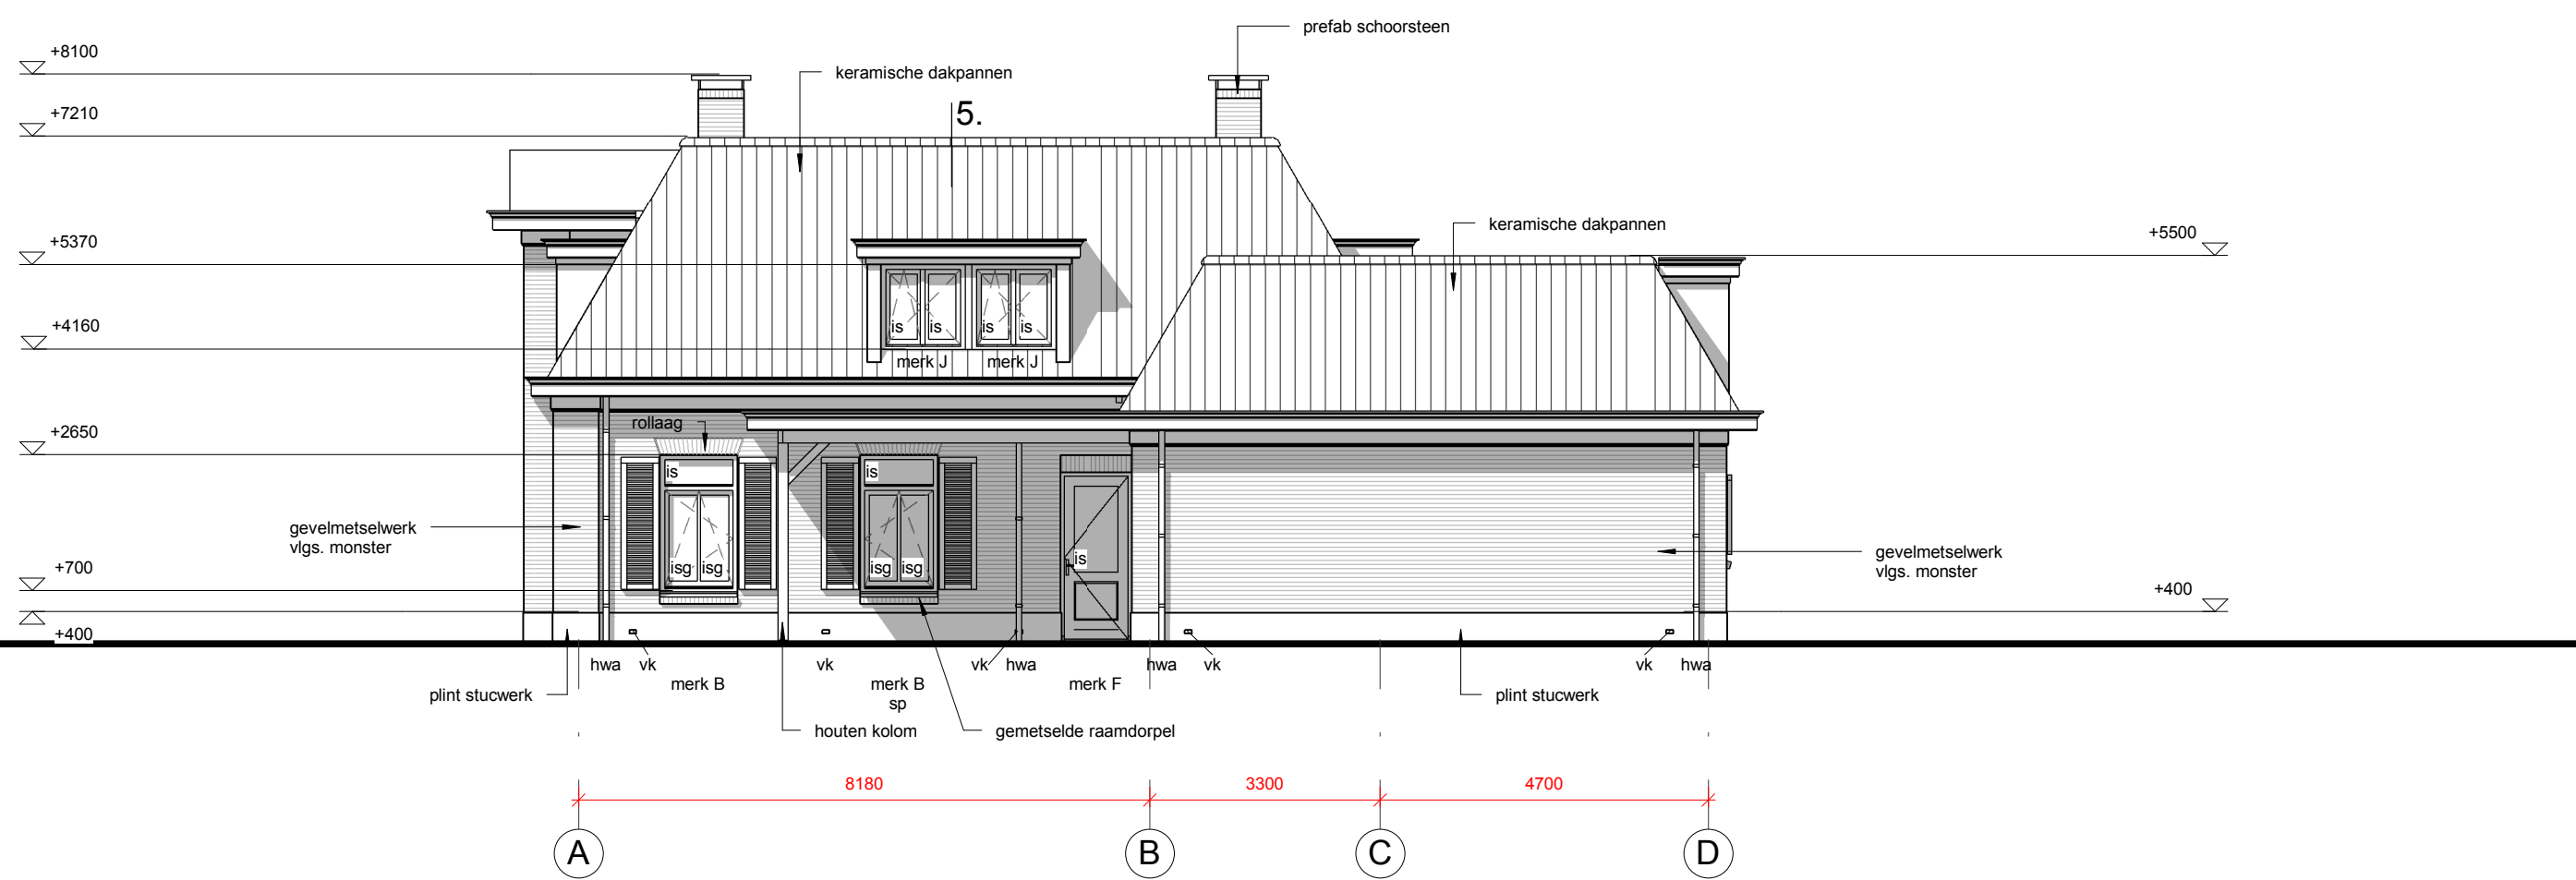 prefab schoorsteen
+8100
keramische dakpannen
+7210
5.
keramische dakpannen
+5370
+5500
+4160
is is is is
merk J merk J
+2650
rollaag
is is
gevelmetselwerk
vlgs. monster
gevelmetselwerk
vlgs. monster
is
+700
isg isg isg isg
+400
+400
hwa vk vk vk hwa hwa vk vk hwa
merk B merk B merk F
sp
plint stucwerk
plint stucwerk
houten kolom
gemetselde raamdorpel
8180 3300 4700
A B C D